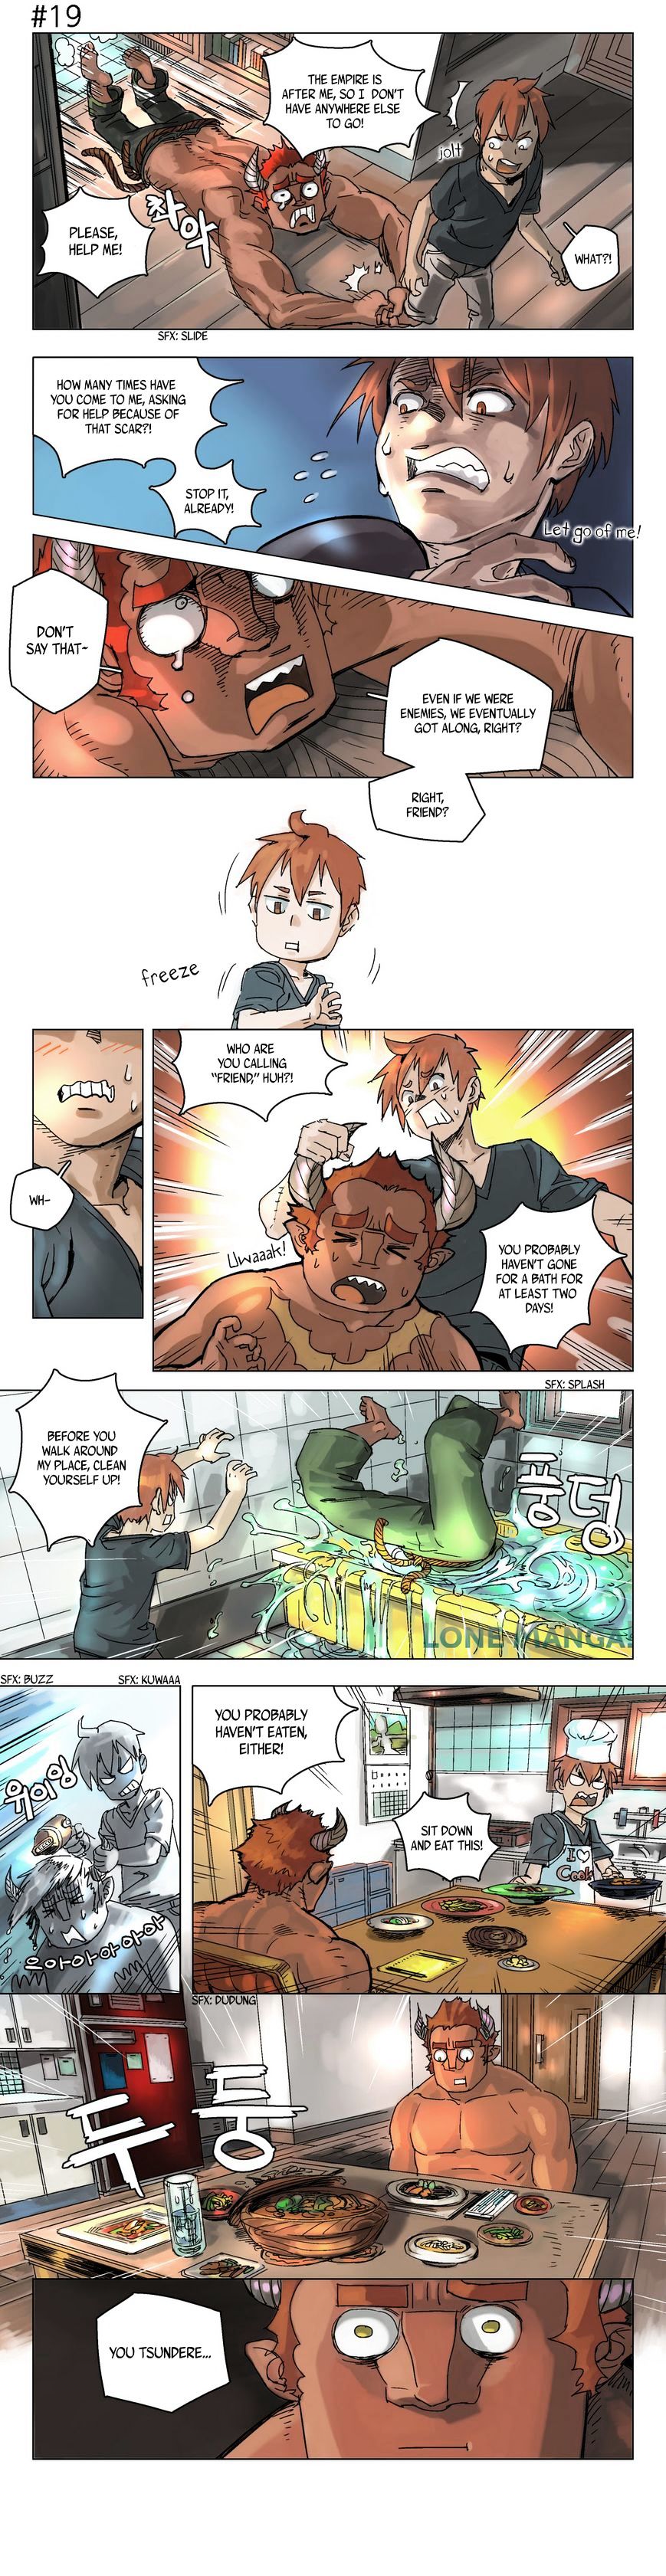 #19
THE EMPIRE IS
AFTER ME, SO I DON'T
HAVE ANYWHERE ELSE
TO GO!
jolt
PLEASE,
HELP ME!
촤악
WHAT?!
SFX: SLIDE
HOW MANY TIMES HAVE
YOU COME TO ME, ASKING
FOR HELP BECAUSE OF
THAT SCAR?!
STOP IT,
ALREADY!
Let go of me!
DON'T
SAY THAT~
EVEN IF WE WERE
ENEMIES, WE EVENTUALLY
GOT ALONG, RIGHT?
RIGHT,
FRIEND?
freeze
WHO ARE
YOU CALLING
"FRIEND," HUH?!
WH-
Uwaaak!
YOU PROBABLY
HAVEN'T GONE
FOR A BATH FOR
AT LEAST TWO
DAYS!
SFX: SPLASH
BEFORE YOU
WALK AROUND
MY PLACE, CLEAN
YOURSELF UP!
풍덩
LONE MANGA
SFX: BUZZ
SFX: KUWAAA
YOU PROBABLY
HAVEN'T EATEN,
EITHER!
위이잉
SIT DOWN
AND EAT THIS!
I ♡
Cook
으아아아아아
SFX: DUDUNG
두둥
YOU TSUNDERE...